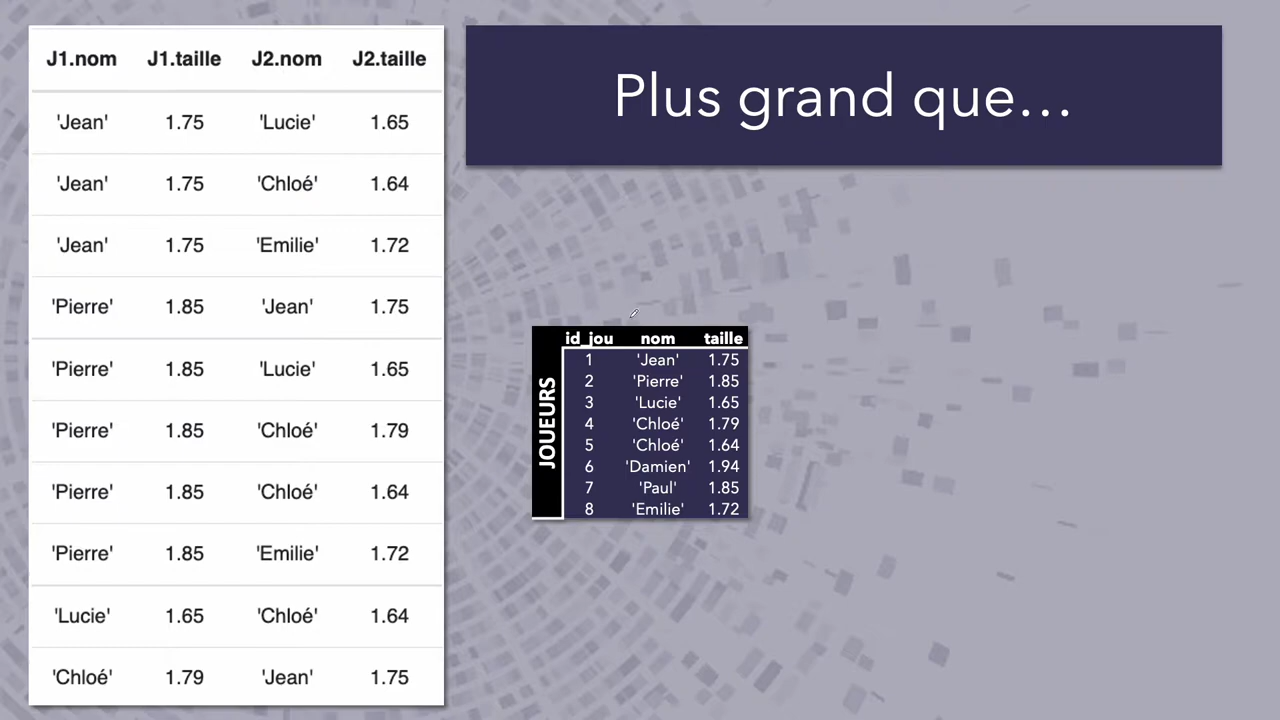 J1.nom J1.taille J2.nom J2.taille
'Jean' 1.75 'Lucie' 1.65
'Jean' 1.75 'Chloé' 1.64
'Jean' 1.75 'Emilie' 1.72
'Pierre' 1.85 'Jean' 1.75
'Pierre' 1.85 'Lucie' 1.65
'Pierre' 1.85 'Chloé' 1.79
'Pierre' 1.85 'Chloé' 1.64
'Pierre' 1.85 'Emilie' 1.72
'Lucie' 1.65 'Chloé' 1.64
'Chloé' 1.79 'Jean' 1.75
Plus grand que…
JOUEURS
id_jou nom taille
1 'Jean' 1.75
2 'Pierre' 1.85
3 'Lucie' 1.65
4 'Chloé' 1.79
5 'Chloé' 1.64
6 'Damien' 1.94
7 'Paul' 1.85
8 'Emilie' 1.72